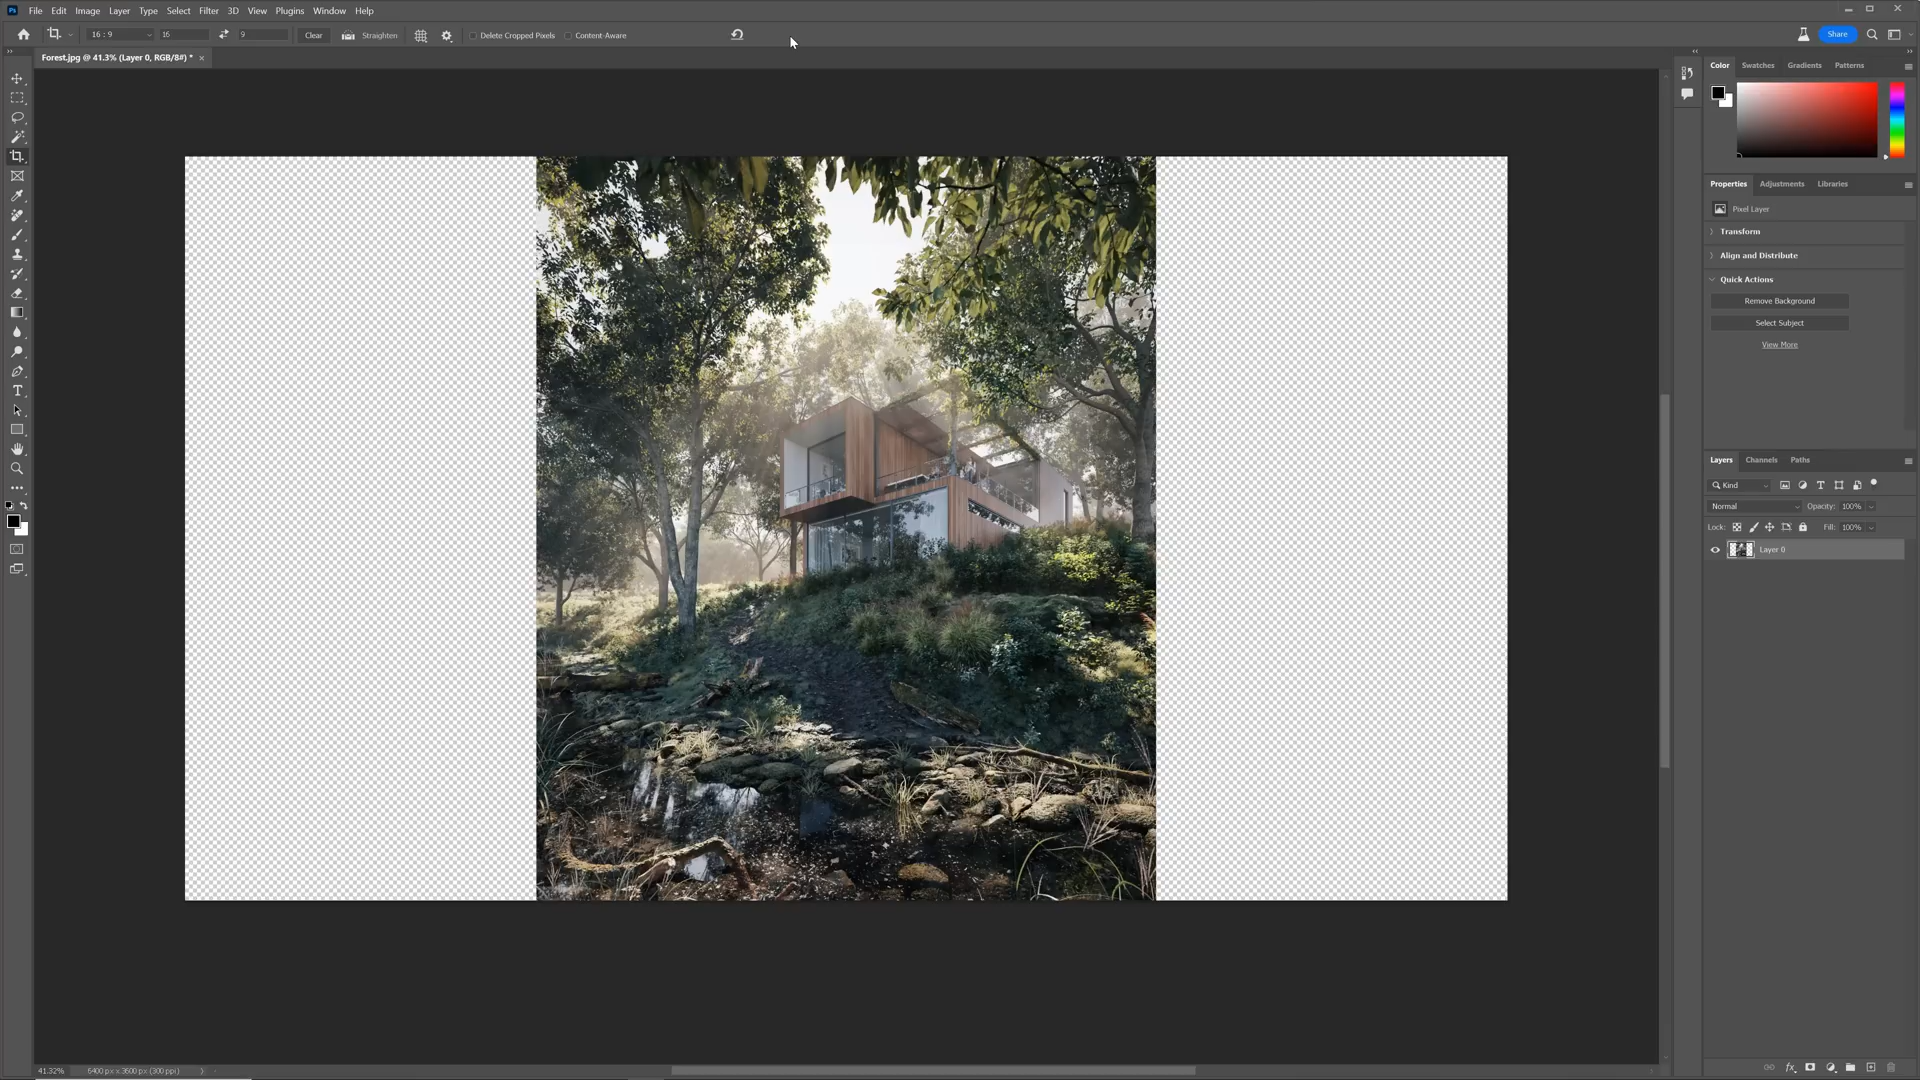 Ps File Edit Image Layer Type Select Filter 3D View Plugins Window Help
16 : 9 16 9 Clear Straighten Delete Cropped Pixels Content-Aware Share
Forest.jpg @ 41.3% (Layer 0, RGB/8#) * ×
Color Swatches Gradients Patterns
Properties Adjustments Libraries
Pixel Layer
Transform
Align and Distribute
Quick Actions
Remove Background
Select Subject
View More
Layers Channels Paths
Kind
Normal Opacity: 100%
Lock: Fill: 100%
Layer 0
41.32% 6400 px x 3600 px (300 ppi)
fx